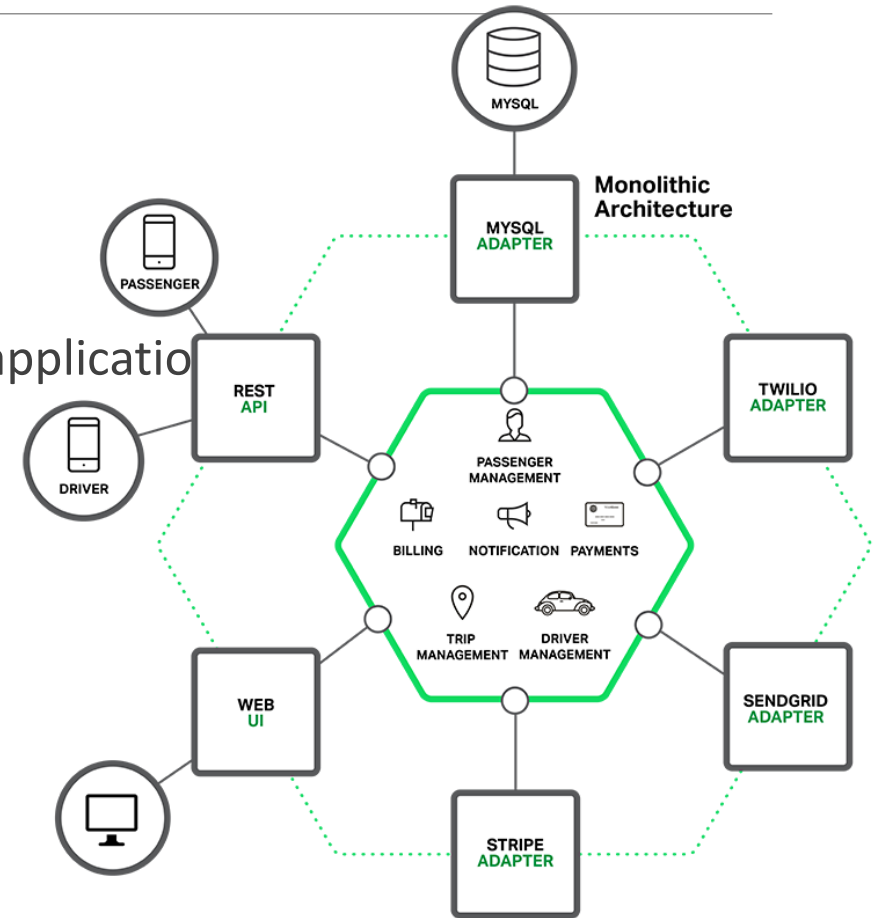 MYSQL
Monolithic
Architecture
MYSQL
ADAPTER
PASSENGER
applicatio
REST
API
TWILIO
ADAPTER
DRIVER
PASSENGER
MANAGEMENT
BILLING
NOTIFICATION
PAYMENTS
TRIP
MANAGEMENT
DRIVER
MANAGEMENT
WEB
UI
SENDGRID
ADAPTER
STRIPE
ADAPTER